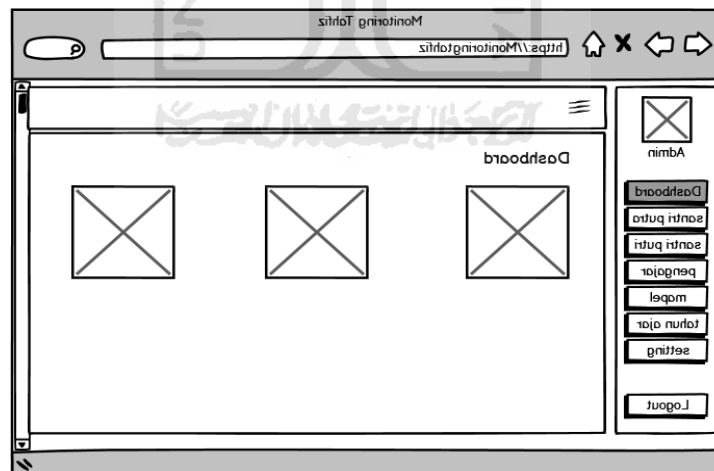 Monitoring Tahfiz
https://Monitoringtahfiz
Admin
Dashboard
santri putra
santri putri
pengajar
mapel
tahun ajar
setting
Logout
Dashboard